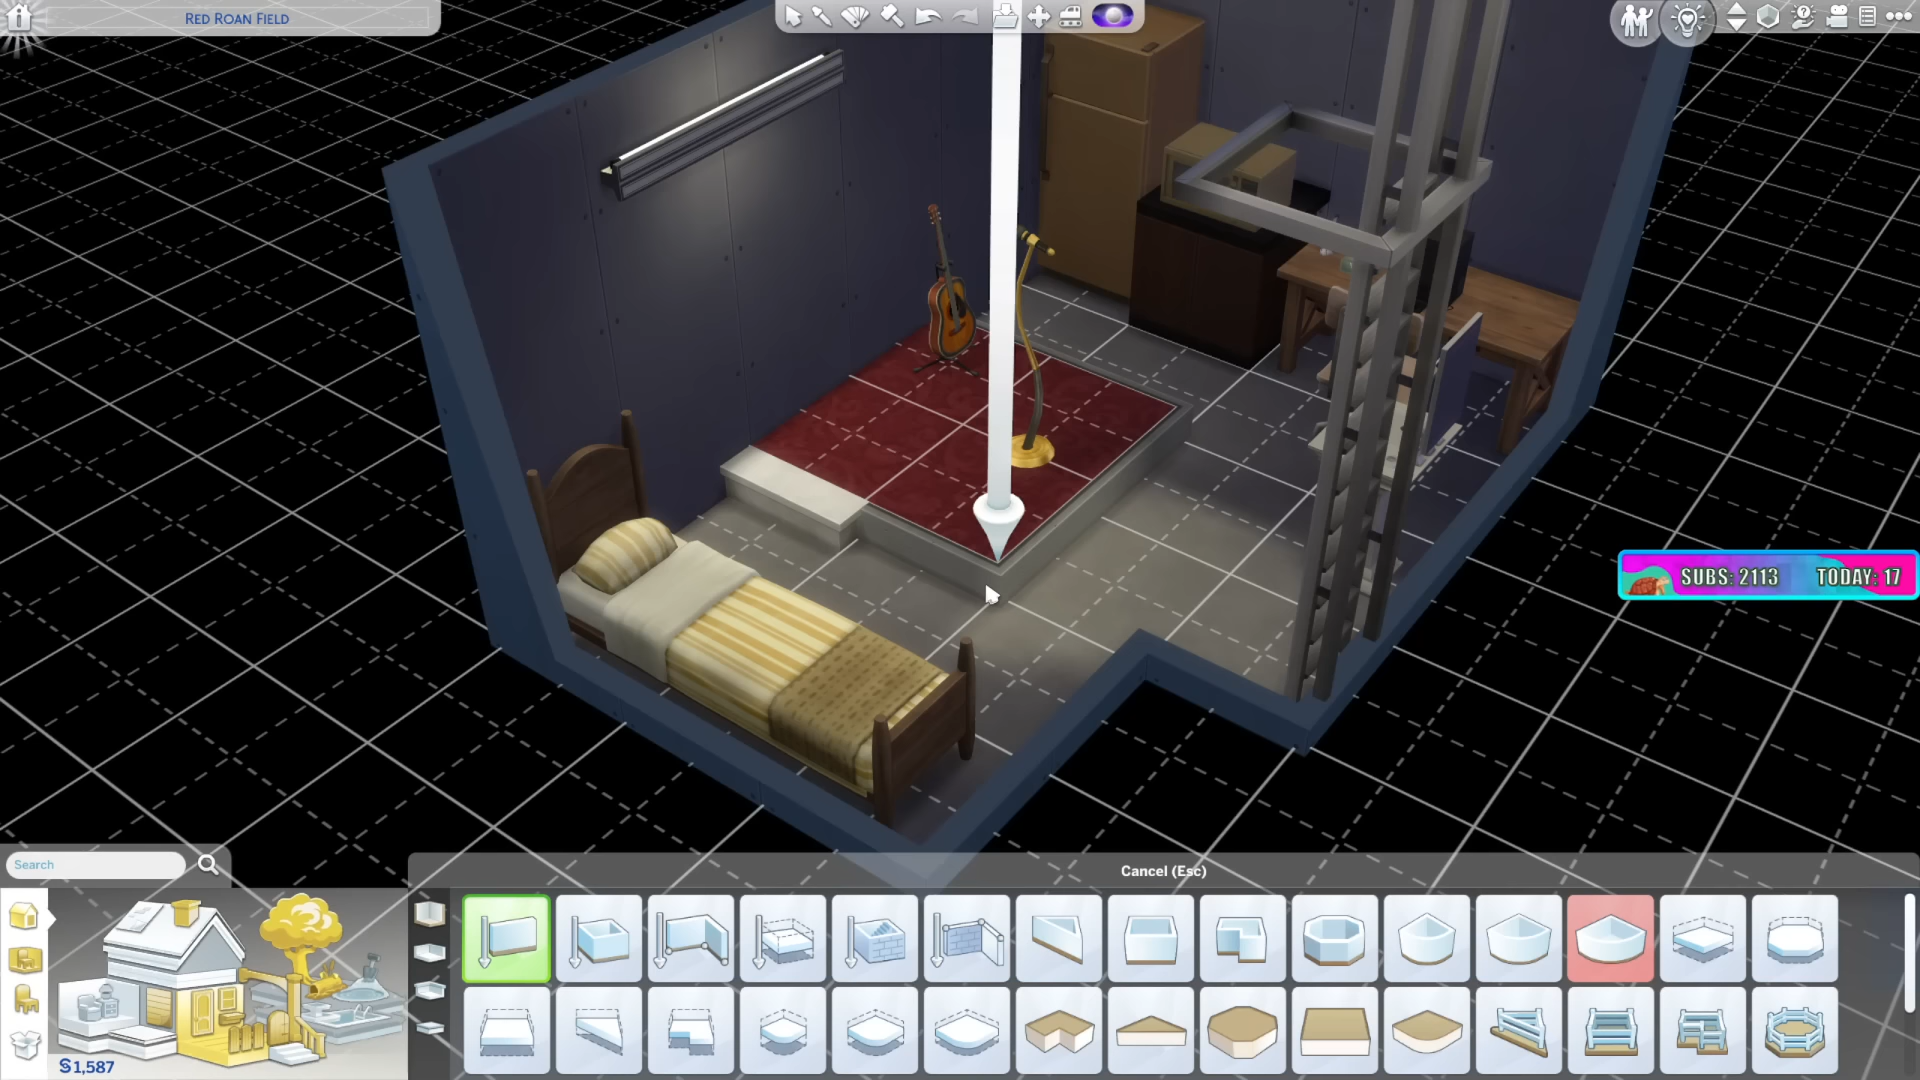 Red Roan Field
SUBS: 2113 TODAY: 17
Search
Cancel (Esc)
§1,587